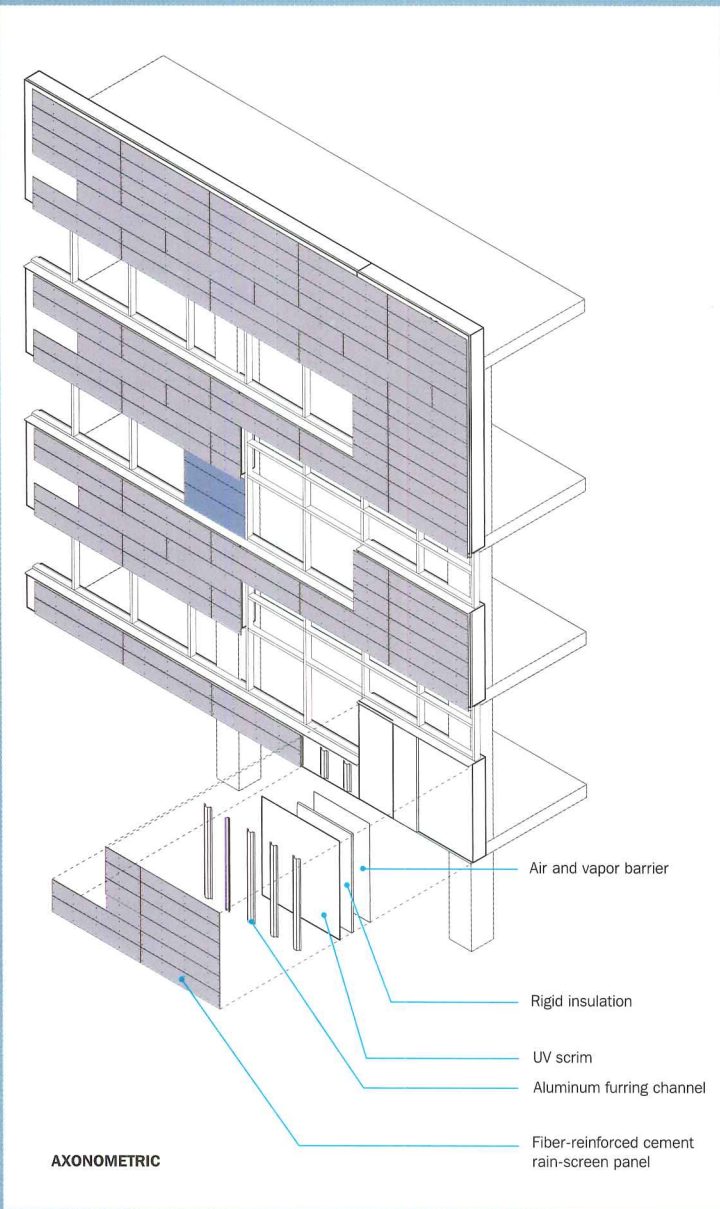 Air and vapor barrier
Rigid insulation
UV scrim
Aluminum furring channel
Fiber-reinforced cement
rain-screen panel
AXONOMETRIC